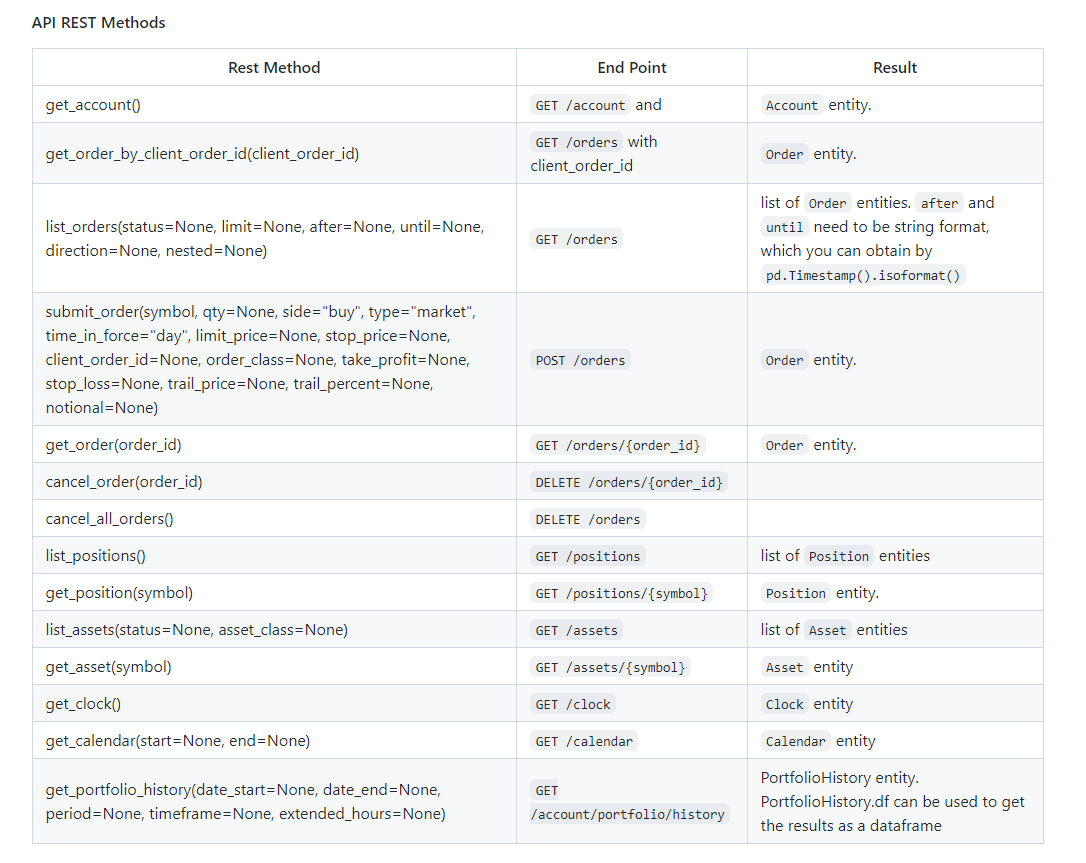 API REST Methods
Rest Method End Point Result
get_account() GET /account and Account entity.
get_order_by_client_order_id(client_order_id) GET /orders with
client_order_id Order entity.
list_orders(status=None, limit=None, after=None, until=None,
direction=None, nested=None) GET /orders list of Order entities. after and
until need to be string format,
which you can obtain by
pd.Timestamp().isoformat()
submit_order(symbol, qty=None, side="buy", type="market",
time_in_force="day", limit_price=None, stop_price=None,
client_order_id=None, order_class=None, take_profit=None,
stop_loss=None, trail_price=None, trail_percent=None,
notional=None) POST /orders Order entity.
get_order(order_id) GET /orders/{order_id} Order entity.
cancel_order(order_id) DELETE /orders/{order_id}
cancel_all_orders() DELETE /orders
list_positions() GET /positions list of Position entities
get_position(symbol) GET /positions/{symbol} Position entity.
list_assets(status=None, asset_class=None) GET /assets list of Asset entities
get_asset(symbol) GET /assets/{symbol} Asset entity
get_clock() GET /clock Clock entity
get_calendar(start=None, end=None) GET /calendar Calendar entity
get_portfolio_history(date_start=None, date_end=None,
period=None, timeframe=None, extended_hours=None) GET
/account/portfolio/history PortfolioHistory entity.
PortfolioHistory.df can be used to get
the results as a dataframe